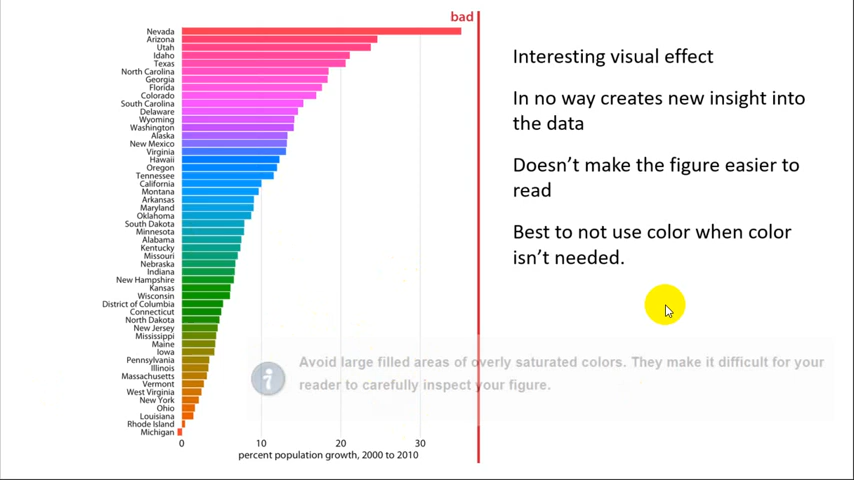 bad
Nevada
Arizona
Utah
Idaho
Texas
North Carolina
Georgia
Florida
Colorado
South Carolina
Delaware
Wyoming
Washington
Alaska
New Mexico
Virginia
Hawaii
Oregon
Tennessee
California
Montana
Arkansas
Maryland
Oklahoma
South Dakota
Minnesota
Alabama
Kentucky
Missouri
Nebraska
Indiana
New Hampshire
Kansas
Wisconsin
District of Columbia
Connecticut
North Dakota
New Jersey
Mississippi
Maine
Iowa
Pennsylvania
Illinois
Massachusetts
Vermont
West Virginia
New York
Ohio
Louisiana
Rhode Island
Michigan
0 10 20 30
percent population growth, 2000 to 2010
Interesting visual effect
In no way creates new insight into
the data
Doesn’t make the figure easier to
read
Best to not use color when color
isn’t needed.
i
Avoid large filled areas of overly saturated colors. They make it difficult for your
reader to carefully inspect your figure.